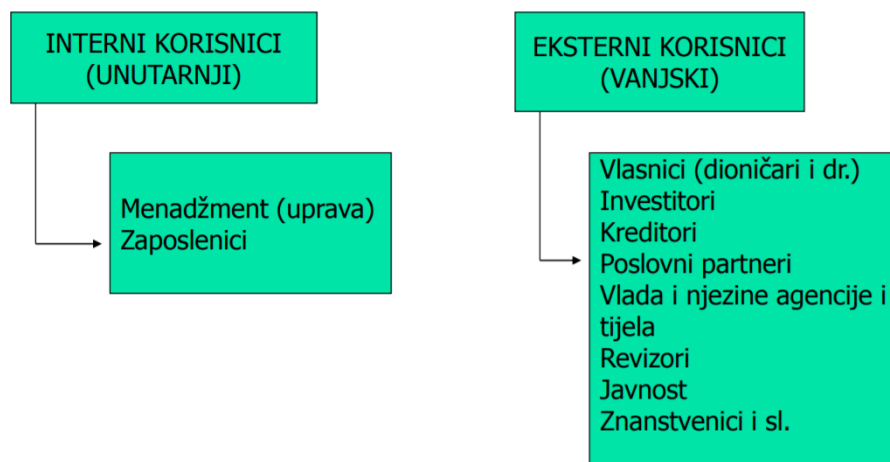 INTERNI KORISNICI
(UNUTARNJI)
Menadžment (uprava)
Zaposlenici
EKSTERNI KORISNICI
(VANJSKI)
Vlasnici (dioničari i dr.)
Investitori
Kreditori
Poslovni partneri
Vlada i njezine agencije i
tijela
Revizori
Javnost
Znanstvenici i sl.